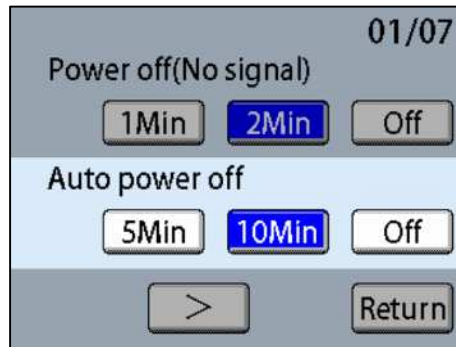 01/07
Power off(No signal)
1Min 2Min Off
Auto power off
5Min 10Min Off
> Return